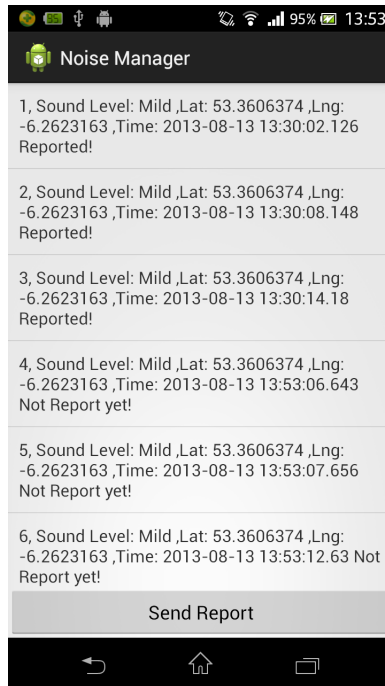 95% 13:53
Noise Manager
1, Sound Level: Mild ,Lat: 53.3606374 ,Lng:
-6.2623163 ,Time: 2013-08-13 13:30:02.126
Reported!
2, Sound Level: Mild ,Lat: 53.3606374 ,Lng:
-6.2623163 ,Time: 2013-08-13 13:30:08.148
Reported!
3, Sound Level: Mild ,Lat: 53.3606374 ,Lng:
-6.2623163 ,Time: 2013-08-13 13:30:14.18
Reported!
4, Sound Level: Mild ,Lat: 53.3606374 ,Lng:
-6.2623163 ,Time: 2013-08-13 13:53:06.643
Not Report yet!
5, Sound Level: Mild ,Lat: 53.3606374 ,Lng:
-6.2623163 ,Time: 2013-08-13 13:53:07.656
Not Report yet!
6, Sound Level: Mild ,Lat: 53.3606374 ,Lng:
-6.2623163 ,Time: 2013-08-13 13:53:12.63 Not
Report yet!
Send Report